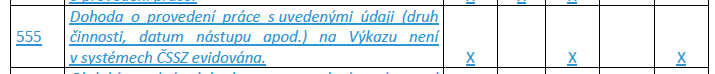 Dohoda o provedení práce s uvedenými údaji (druh
555 činnosti, datum nástupu apod.) na Výkazu není
v systémech ČSSZ evidována. X X X